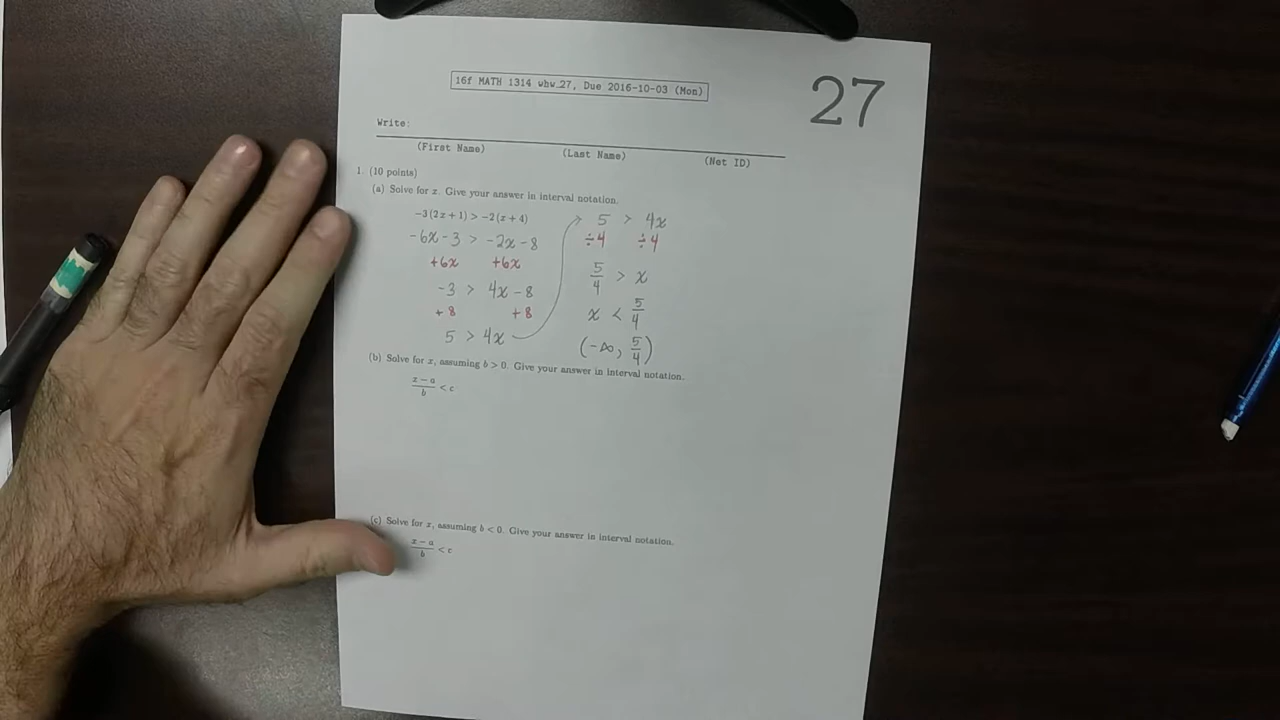 16f MATH 1314 whw_27, Due 2016-10-03 (Mon)
27
Write:
(First Name) (Last Name) (Net ID)
1. (10 points)
(a) Solve for x. Give your answer in interval notation.
−3(2x + 1) > −2(x + 4)
-6x - 3 > -2x - 8
+6x +6x
-3 > 4x - 8
+8 +8
5 > 4x
5 > 4x
÷4 ÷4
5/4 > x
x < 5/4
(-∞, 5/4)
(b) Solve for x, assuming b > 0. Give your answer in interval notation.
(x − a)/b < c
(c) Solve for x, assuming b < 0. Give your answer in interval notation.
(x − a)/b < c